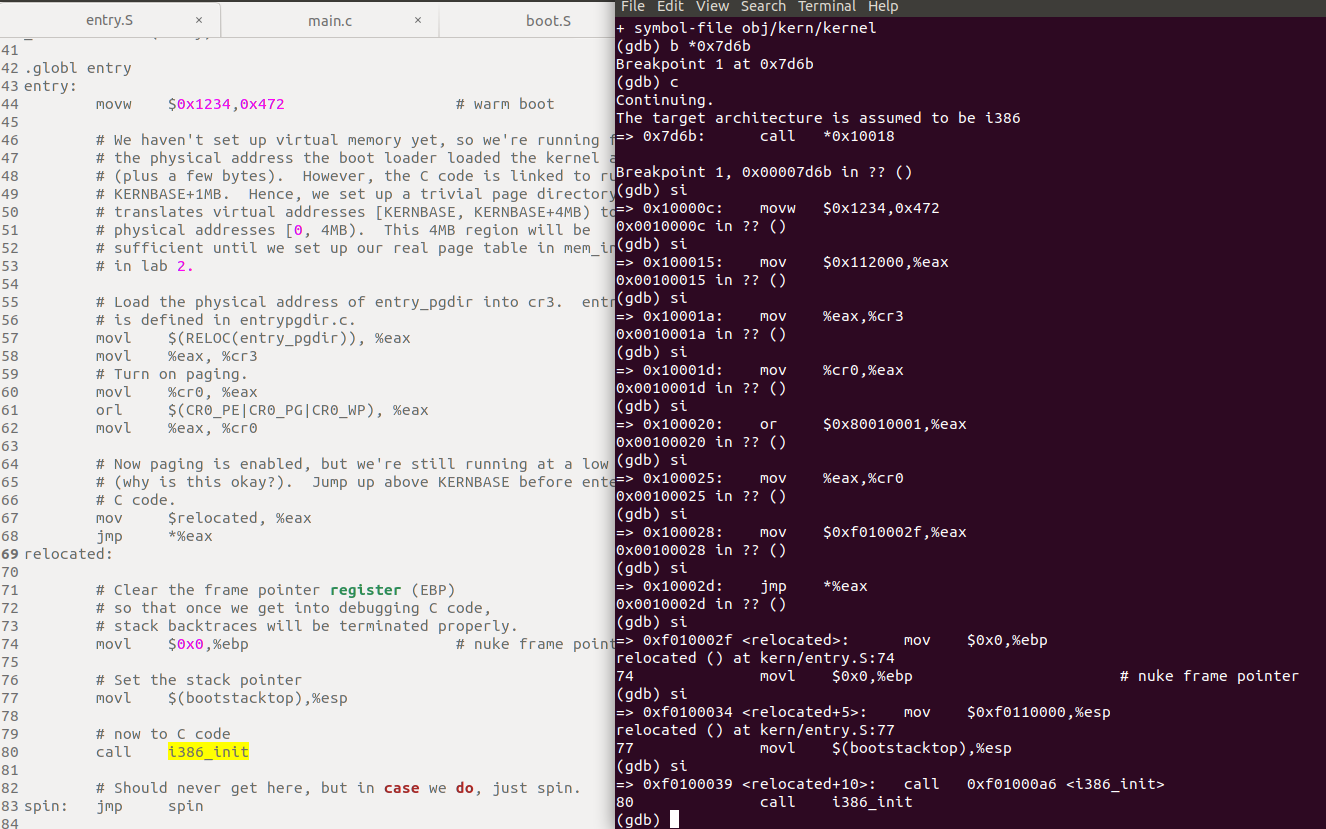 entry.S × main.c × boot.S
41
42 .globl entry
43 entry:
44 movw $0x1234,0x472 # warm boot
45
46 # We haven't set up virtual memory yet, so we're running
47 # the physical address the boot loader loaded the kernel
48 # (plus a few bytes). However, the C code is linked to
49 # KERNBASE+1MB. Hence, we set up a trivial page directory
50 # translates virtual addresses [KERNBASE, KERNBASE+4MB) to
51 # physical addresses [0, 4MB). This 4MB region will be
52 # sufficient until we set up our real page table in mem_in
53 # in lab 2.
54
55 # Load the physical address of entry_pgdir into cr3. entr
56 # is defined in entrypgdir.c.
57 movl $(RELOC(entry_pgdir)), %eax
58 movl %eax, %cr3
59 # Turn on paging.
60 movl %cr0, %eax
61 orl $(CR0_PE|CR0_PG|CR0_WP), %eax
62 movl %eax, %cr0
63
64 # Now paging is enabled, but we're still running at a low
65 # (why is this okay?). Jump up above KERNBASE before ente
66 # C code.
67 mov $relocated, %eax
68 jmp *%eax
69 relocated:
70
71 # Clear the frame pointer register (EBP)
72 # so that once we get into debugging C code,
73 # stack backtraces will be terminated properly.
74 movl $0x0,%ebp # nuke frame point
75
76 # Set the stack pointer
77 movl $(bootstacktop),%esp
78
79 # now to C code
80 call i386_init
81
82 # Should never get here, but in case we do, just spin.
83 spin: jmp spin
84
File Edit View Search Terminal Help
+ symbol-file obj/kern/kernel
(gdb) b *0x7d6b
Breakpoint 1 at 0x7d6b
(gdb) c
Continuing.
The target architecture is assumed to be i386
=> 0x7d6b: call *0x10018
Breakpoint 1, 0x00007d6b in ?? ()
(gdb) si
=> 0x10000c: movw $0x1234,0x472
0x0010000c in ?? ()
(gdb) si
=> 0x100015: mov $0x112000,%eax
0x00100015 in ?? ()
(gdb) si
=> 0x10001a: mov %eax,%cr3
0x0010001a in ?? ()
(gdb) si
=> 0x10001d: mov %cr0,%eax
0x0010001d in ?? ()
(gdb) si
=> 0x100020: or $0x80010001,%eax
0x00100020 in ?? ()
(gdb) si
=> 0x100025: mov %eax,%cr0
0x00100025 in ?? ()
(gdb) si
=> 0x100028: mov $0xf010002f,%eax
0x00100028 in ?? ()
(gdb) si
=> 0x10002d: jmp *%eax
0x0010002d in ?? ()
(gdb) si
=> 0xf010002f <relocated>: mov $0x0,%ebp
relocated () at kern/entry.S:74
74 movl $0x0,%ebp # nuke frame pointer
(gdb) si
=> 0xf0100034 <relocated+5>: mov $0xf0110000,%esp
relocated () at kern/entry.S:77
77 movl $(bootstacktop),%esp
(gdb) si
=> 0xf0100039 <relocated+10>: call 0xf01000a6 <i386_init>
80 call i386_init
(gdb)